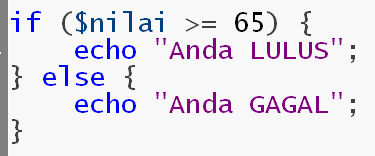 if ($nilai >= 65) {
    echo "Anda LULUS";
} else {
    echo "Anda GAGAL";
}